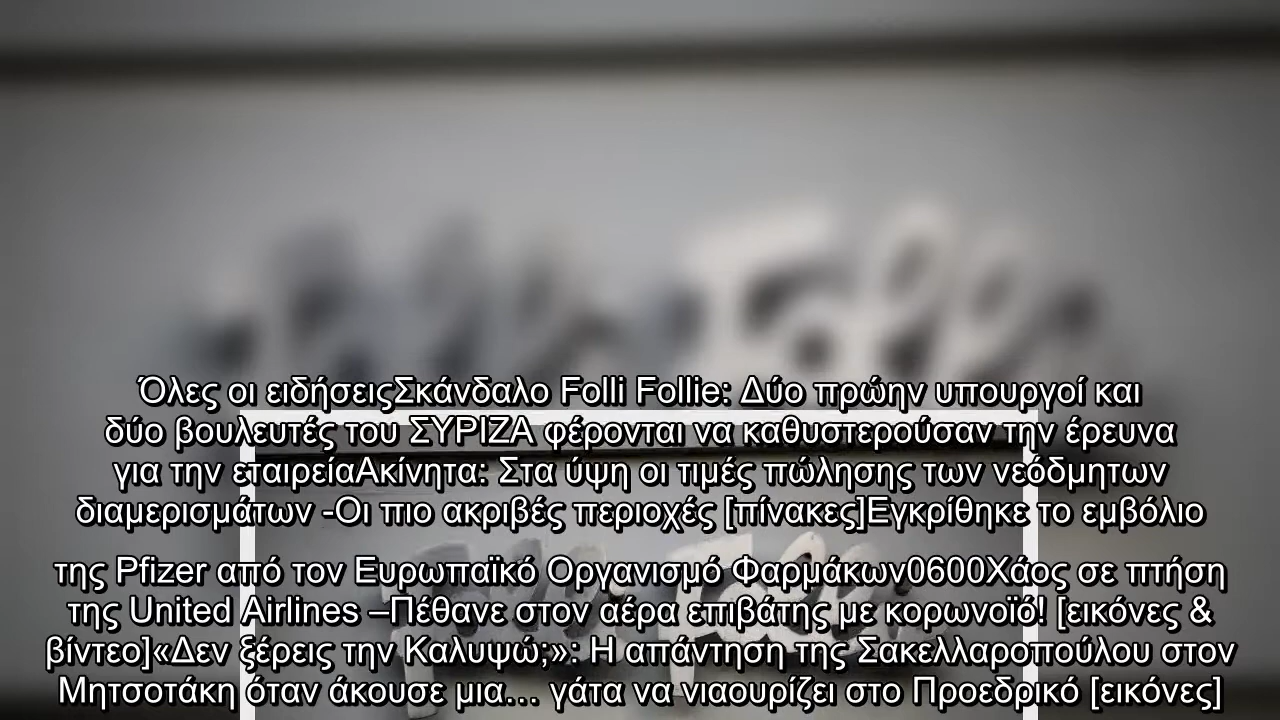 Όλες οι ειδήσειςΣκάνδαλο Folli Follie: Δύο πρώην υπουργοί και
δύο βουλευτές του ΣΥΡΙΖΑ φέρονται να καθυστερούσαν την έρευνα
για την εταιρείαΑκίνητα: Στα ύψη οι τιμές πώλησης των νεόδμητων
διαμερισμάτων -Οι πιο ακριβές περιοχές [πίνακες]Εγκρίθηκε το εμβόλιο
της Pfizer από τον Ευρωπαϊκό Οργανισμό Φαρμάκων0600Χάος σε πτήση
της United Airlines –Πέθανε στον αέρα επιβάτης με κορωνοϊό! [εικόνες &
βίντεο]«Δεν ξέρεις την Καλυψώ;»: Η απάντηση της Σακελλαροπούλου στον
Μητσοτάκη όταν άκουσε μια... γάτα να νιαουρίζει στο Προεδρικό [εικόνες]